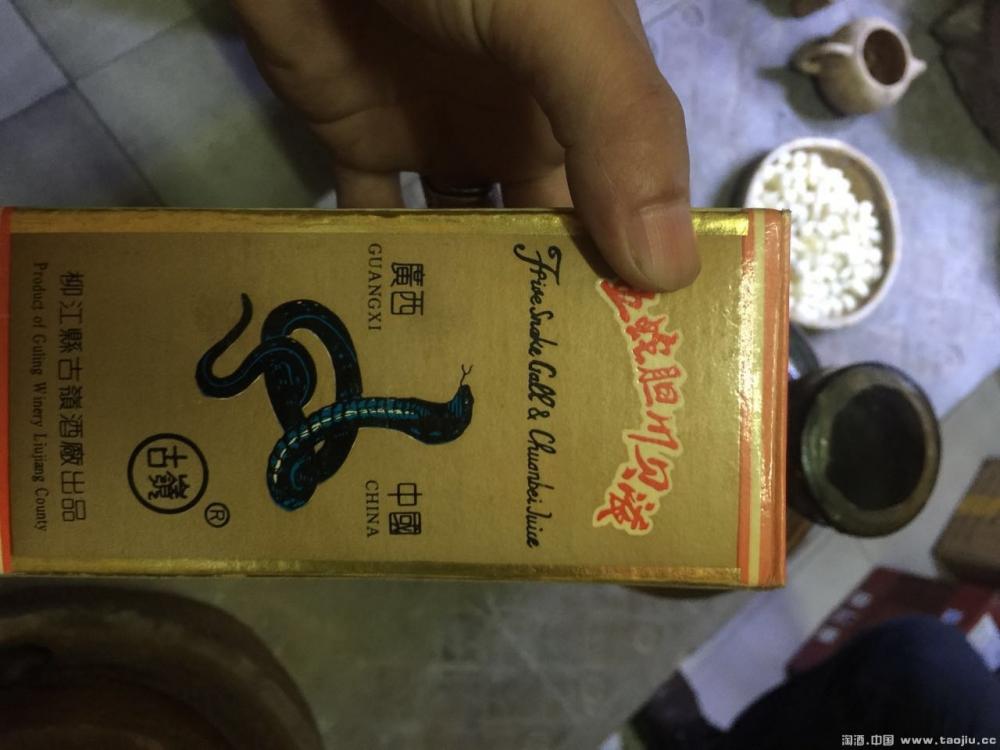 蛇胆川贝液
Ffive Snake Gall & Chuanbei Juice
廣西
GUANGXI
中國
CHINA
古嶺
®
柳江縣古嶺酒廠出品
Product of Guling Winery Liujiang County
淘酒.中国 www.taojiu.cc